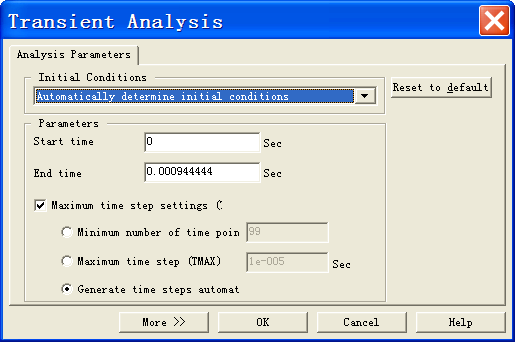 Transient Analysis
Analysis Parameters
Initial Conditions
Automatically determine initial conditions
Reset to default
Parameters
Start time 0 Sec
End time 0.000944444 Sec
Maximum time step settings (
Minimum number of time poin 99
Maximum time step (TMAX) 1e-005 Sec
Generate time steps automat
More >> OK Cancel Help